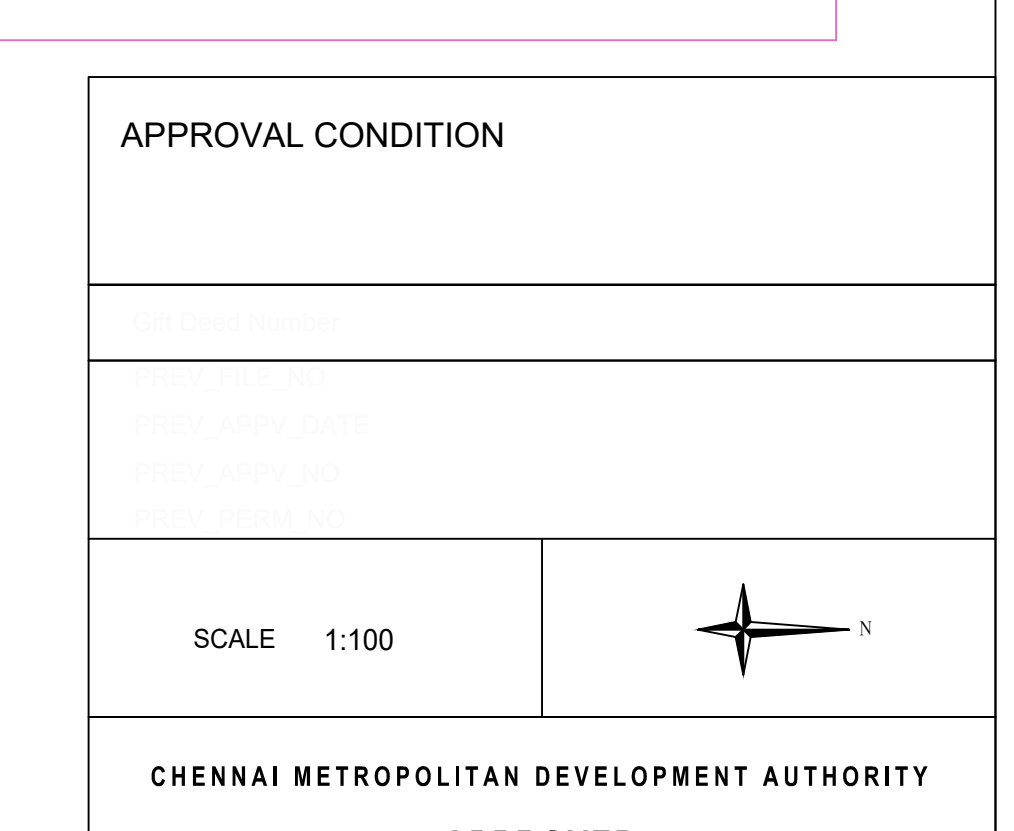 APPROVAL CONDITION
Gift Deed Number
PREV_FILE_NO
PREV_APPV_DATE
PREV_APPV_NO
PREV_PERM_NO
SCALE 1:100
N
CHENNAI METROPOLITAN DEVELOPMENT AUTHORITY